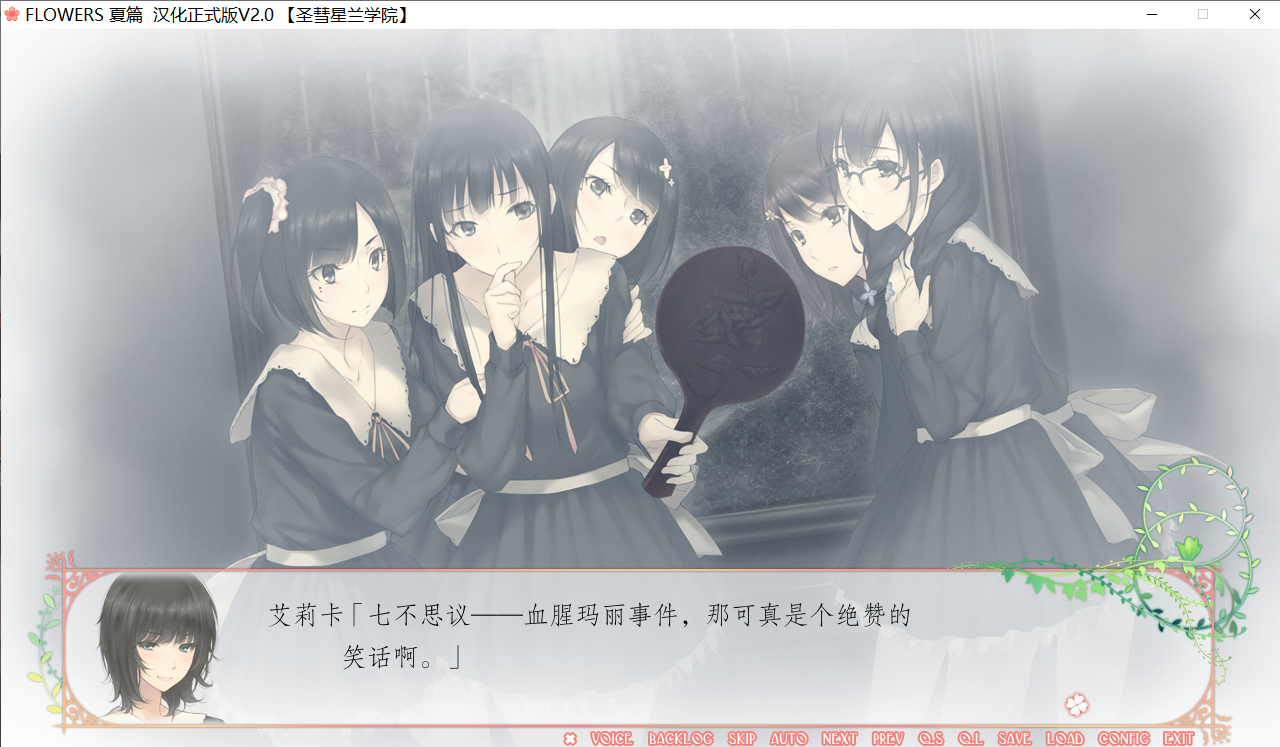 FLOWERS 夏篇 汉化正式版V2.0 【圣彗星兰学院】
艾莉卡「七不思议——血腥玛丽事件，那可真是个绝赞的
笑话啊。」
VOICE BACKLOG SKIP AUTO NEXT PREV Q.S Q.L SAVE LOAD CONFIG EXIT